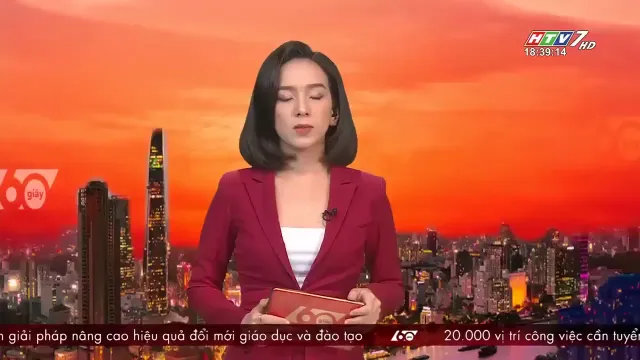 HTV7 HD
18:39:14
60 giây
n giải pháp nâng cao hiệu quả đổi mới giáo dục và đào tạo 60 20.000 vị trí công việc cần tuyể